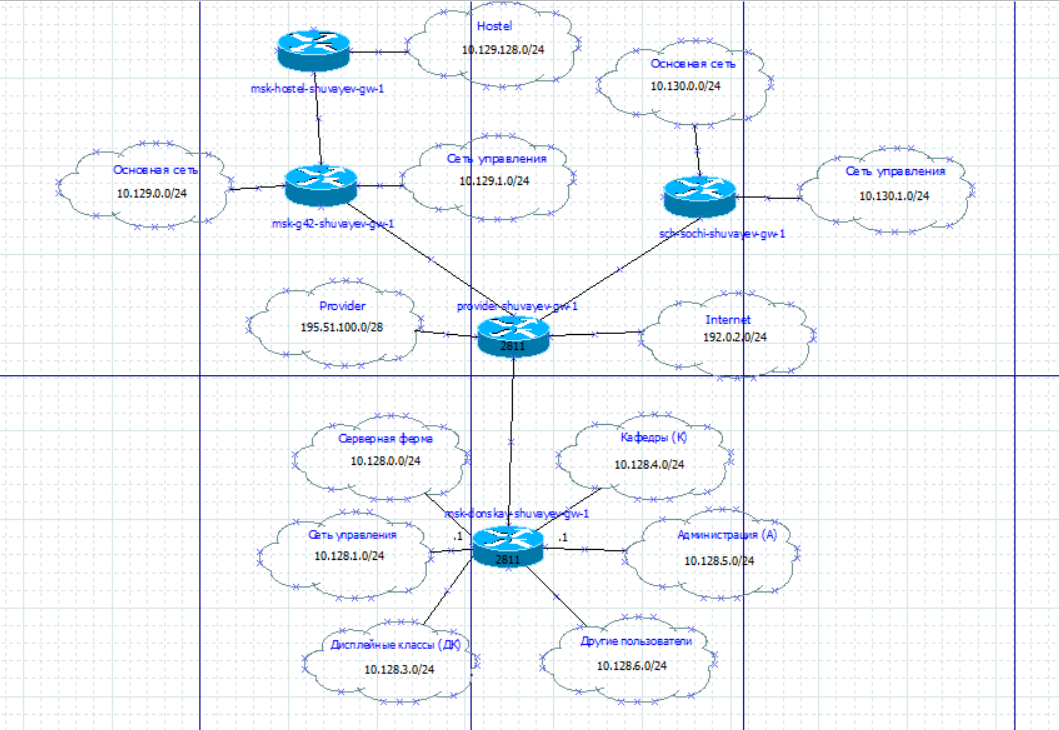 Hostel
10.129.128.0/24
msk-hostel-shuvayev-gw-1
Основная сеть
10.130.0.0/24
Основная сеть
10.129.0.0/24
Сеть управления
10.129.1.0/24
Сеть управления
10.130.1.0/24
msk-g42-shuvayev-gw-1
sch-sochi-shuvayev-gw-1
Provider
195.51.100.0/28
provider-shuvayev-gw-1
2811
Internet
192.0.2.0/24
Серверная ферма
10.128.0.0/24
Кафедры (К)
10.128.4.0/24
msk-donskay-shuvayev-gw-1
Сеть управления
10.128.1.0/24
.1
2811
.1
Администрация (А)
10.128.5.0/24
Дисплейные классы (ДК)
10.128.3.0/24
Другие пользователи
10.128.6.0/24